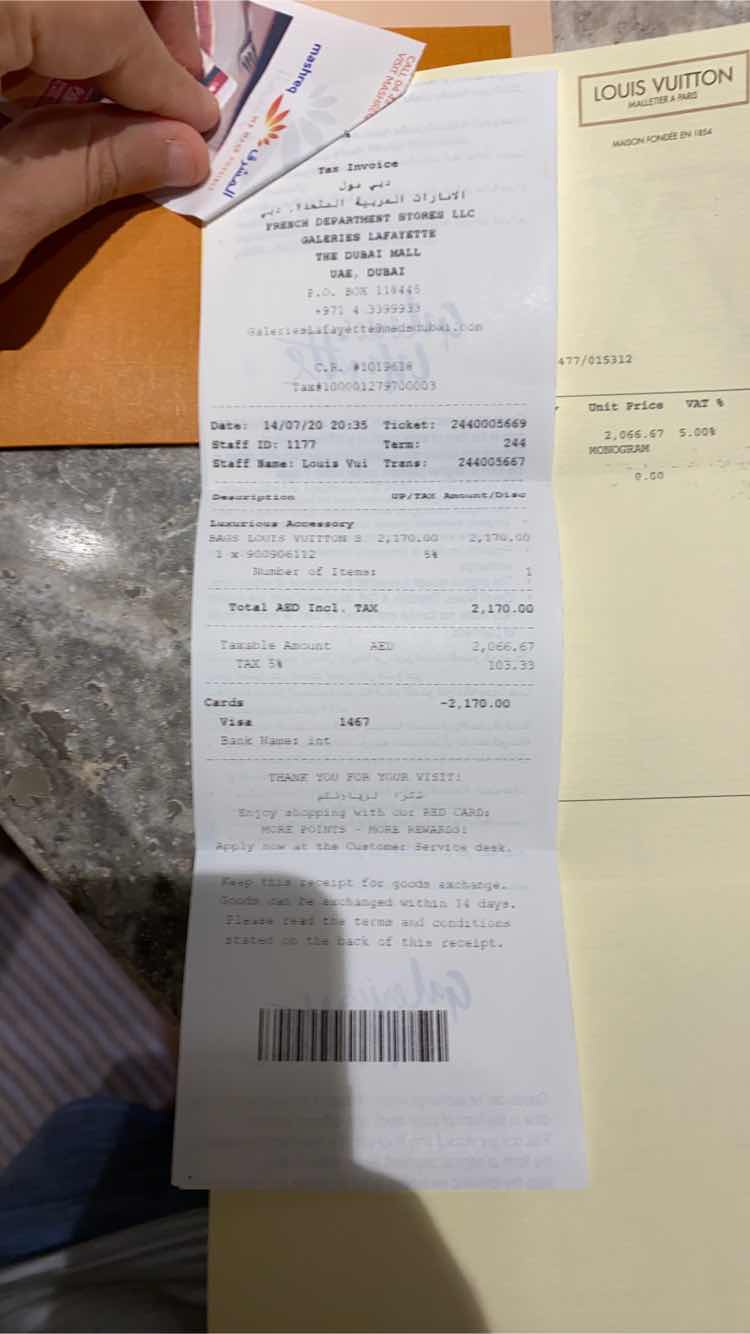 mashreq
المشرق
CALL 04
VISIT MASHREQ
Tax Invoice
دبي مول
الامارات العربية المتحدة، دبي
FRENCH DEPARTMENT STORES LLC
GALERIES LAFAYETTE
THE DUBAI MALL
UAE, DUBAI
P.O. BOX 118445
+971 4 3399933
C.R. #1019618
Tax#100001279700003
Date: 14/07/20 20:35 Ticket: 2440005669
Staff ID: 1177 Term: 244
Staff Name: Louis Vui Trans: 244005667
Description UP/TAX Amount/Disc
Luxurious Accessory
BAGS LOUIS VUITTON S 2,170.00 2,170.00
1 x 900906112 5%
Number of Items: 1
Total AED Incl. TAX 2,170.00
Taxable Amount AED 2,066.67
TAX 5% 103.33
Cards -2,170.00
Visa 1467
Bank Name: int
THANK YOU FOR YOUR VISIT!
شكرا لزيارتكم
Enjoy shopping with our RED CARD:
MORE POINTS - MORE REWARDS!
Apply now at the Customer Service desk.
Keep this receipt for goods exchange.
Goods can be exchanged within 14 days.
Please read the terms and conditions
stated on the back of this receipt.
LOUIS VUITTON
MALLETIER A PARIS
MAISON FONDÉE EN 1854
477/015312
Unit Price VAT %
2,066.67 5.00%
MONOGRAM
0.00